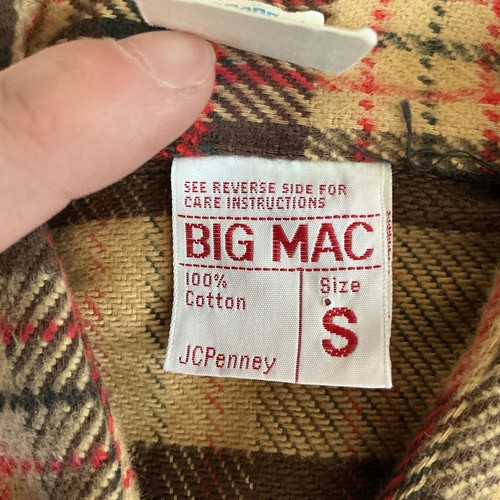 SEE REVERSE SIDE FOR
CARE INSTRUCTIONS
BIG MAC
100%
Cotton
Size
S
JCPenney